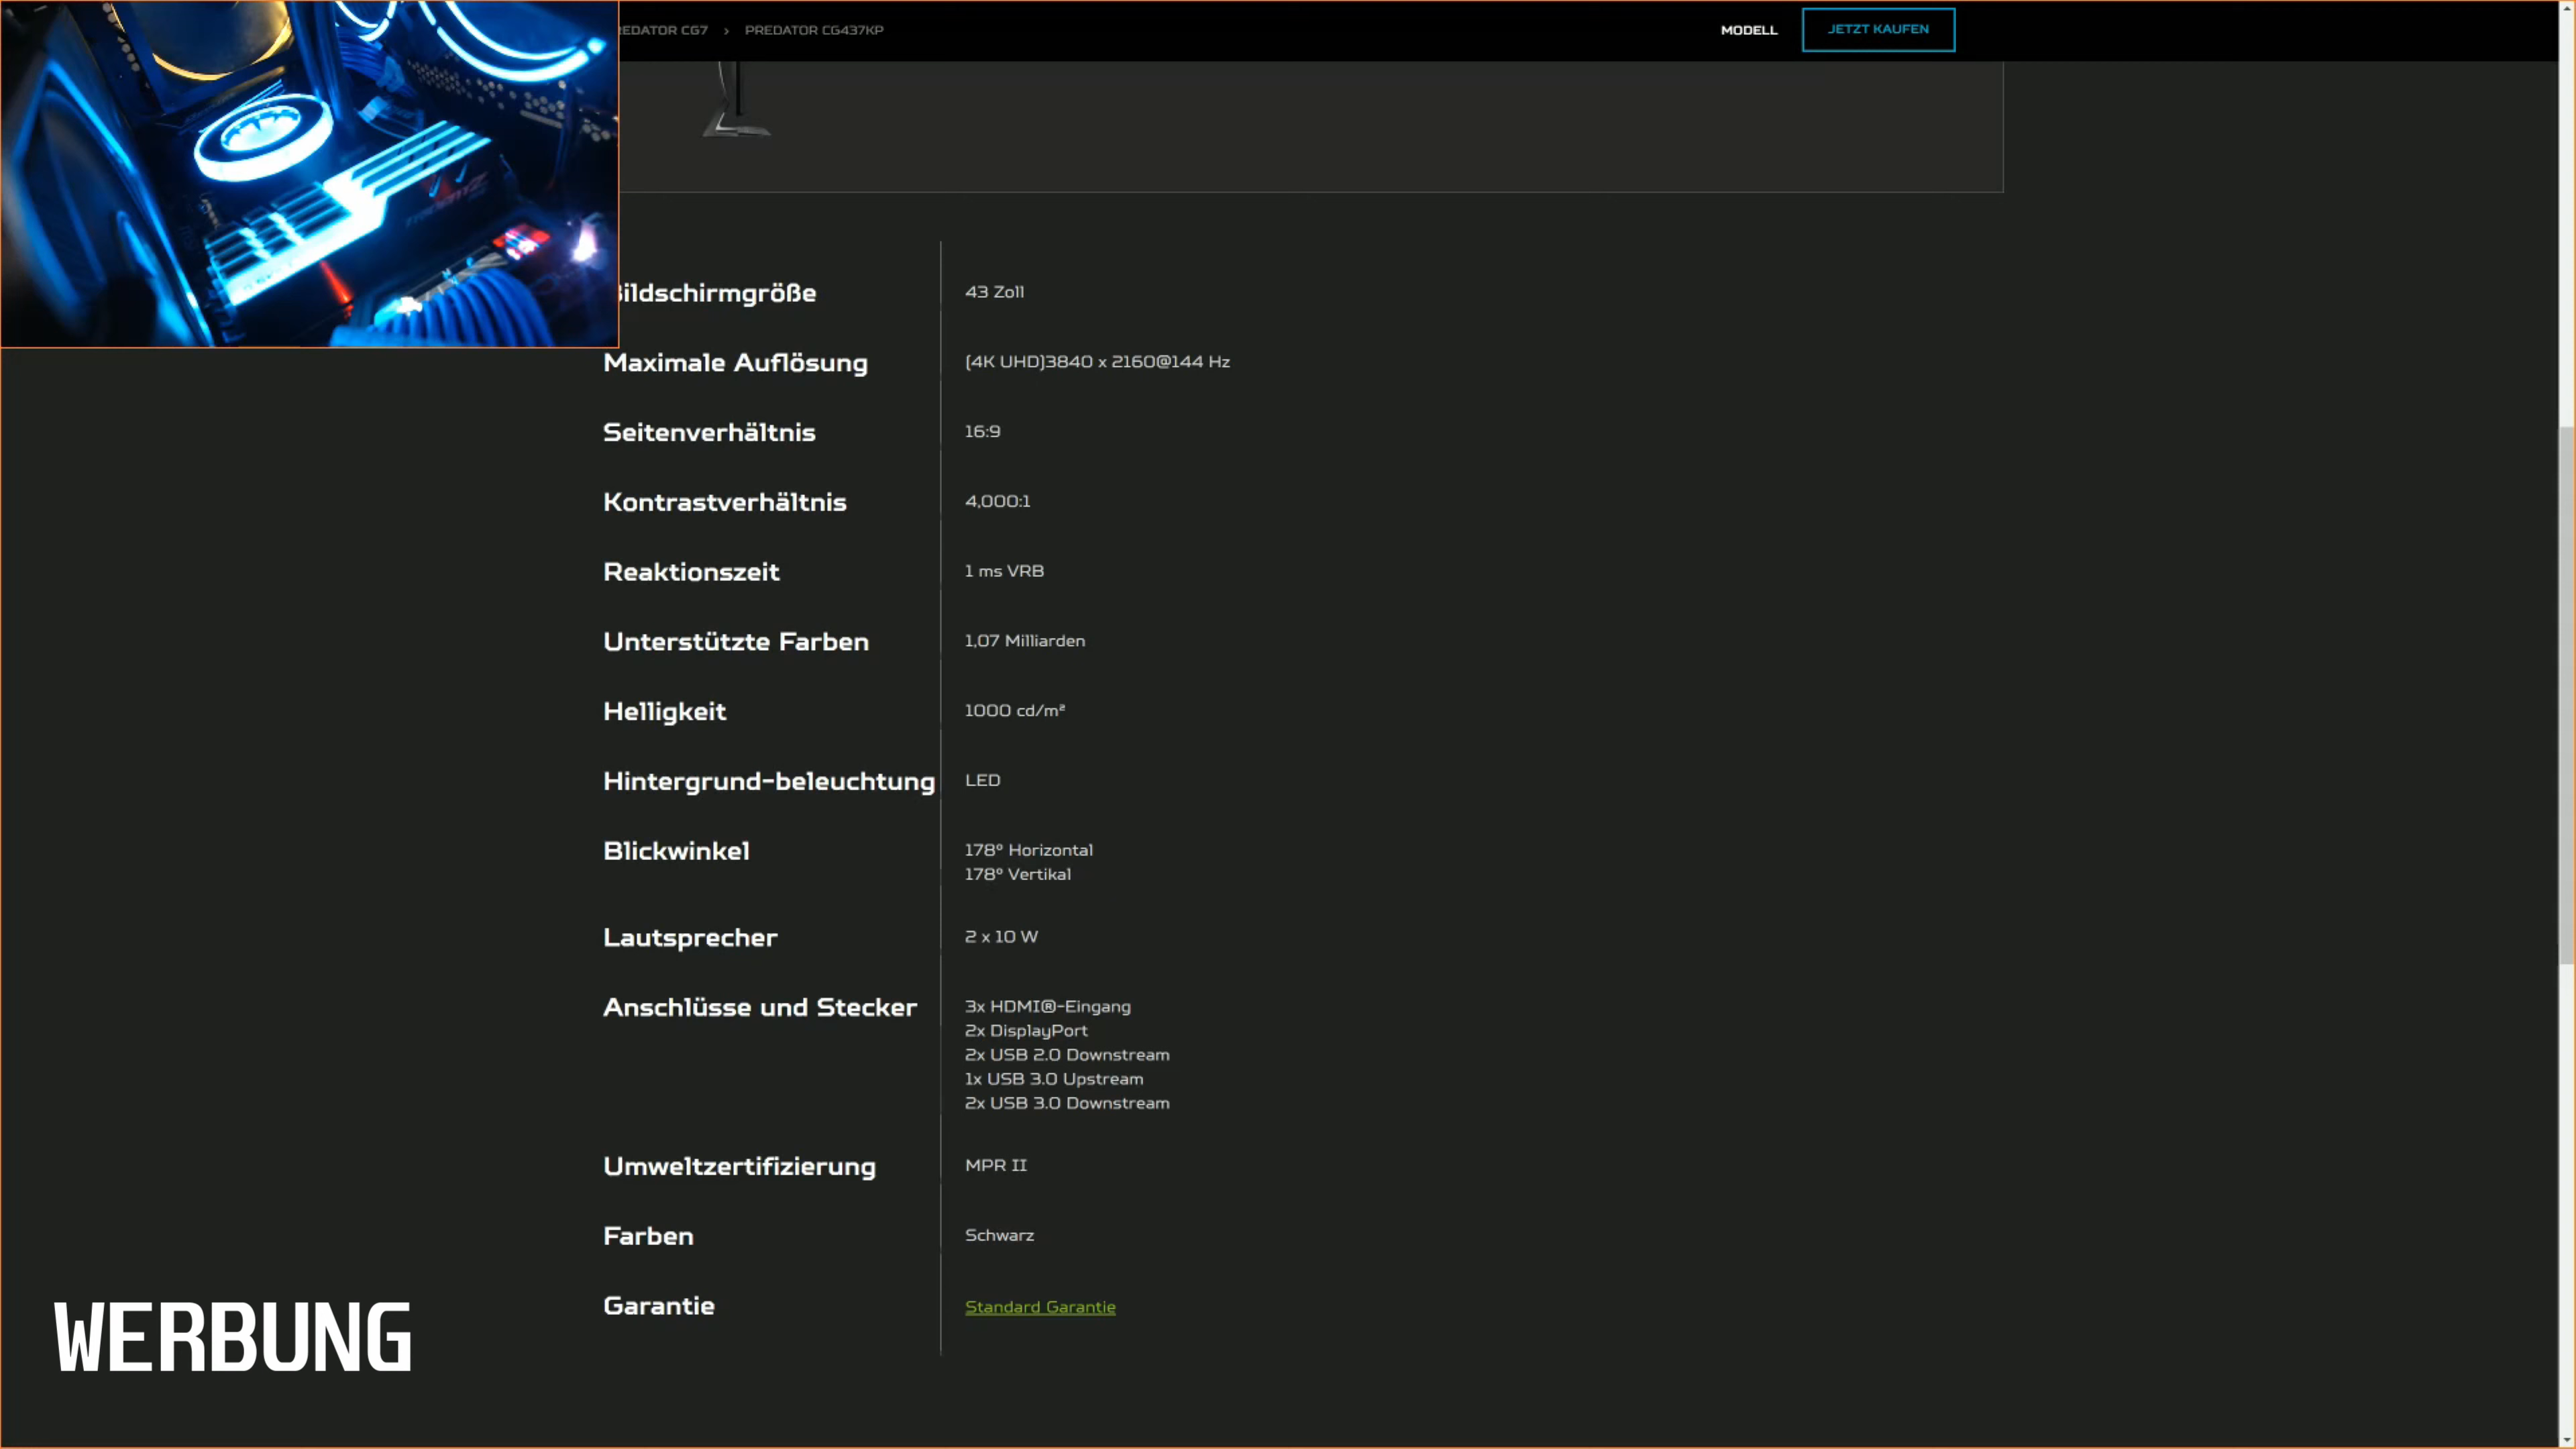 PREDATOR CG437KP
MODELL
JETZT KAUFEN
43 Zoll
Maximale Auflösung
(4K UHD)3840 x 2160@144 Hz
Seitenverhältnis
16:9
Kontrastverhältnis
4,000:1
Reaktionszeit
1 ms VRB
Unterstützte Farben
1,07 Milliarden
Helligkeit
1000 cd/m²
Hintergrund-beleuchtung
LED
Blickwinkel
178° Horizontal
178° Vertikal
Lautsprecher
2 x 10 W
Anschlüsse und Stecker
3x HDMI®-Eingang
2x DisplayPort
2x USB 2.0 Downstream
1x USB 3.0 Upstream
2x USB 3.0 Downstream
Umweltzertifizierung
MPR II
Farben
Schwarz
Garantie
Standard Garantie
WERBUNG